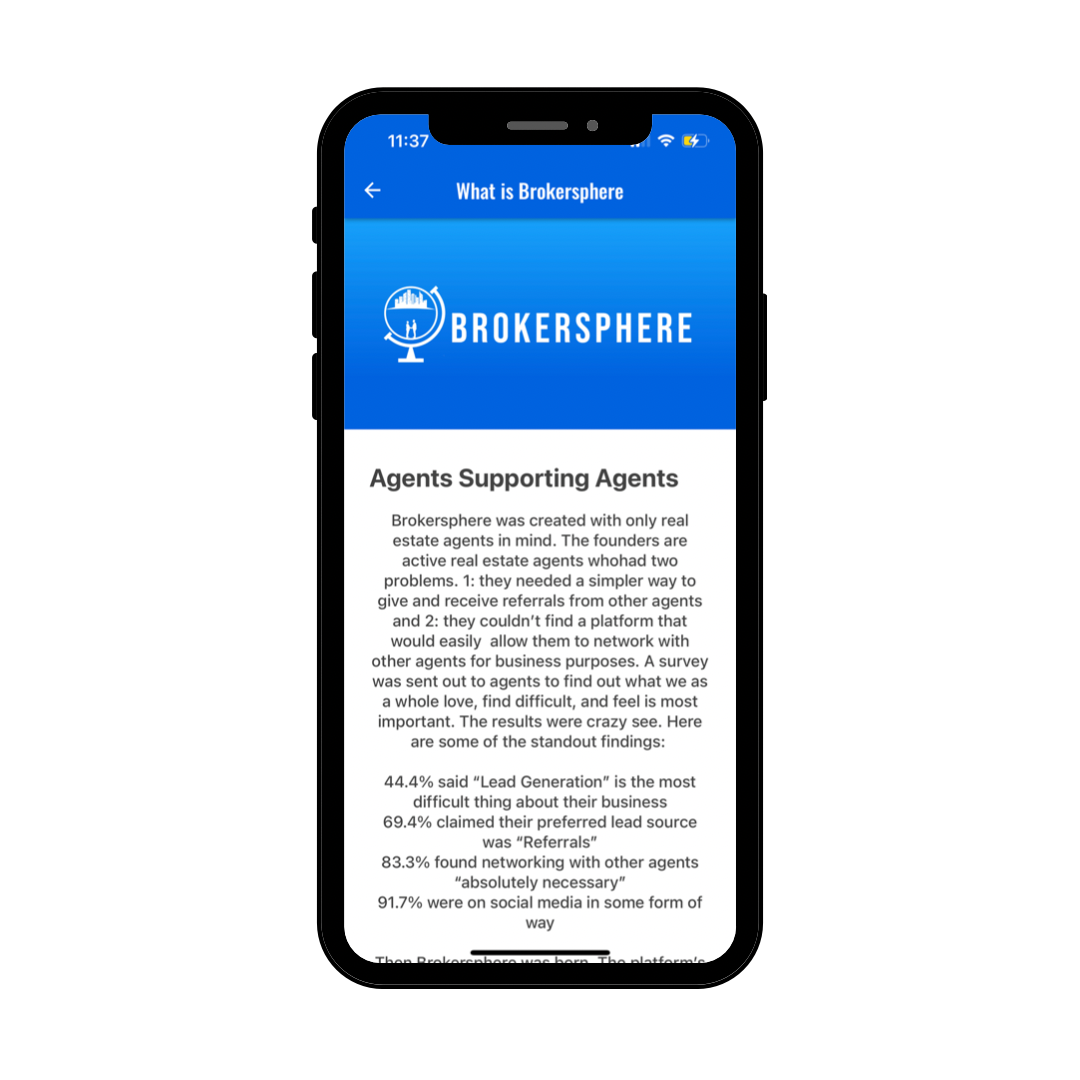 11:37
What is Brokersphere
BROKERSPHERE
Agents Supporting Agents
Brokersphere was created with only real
estate agents in mind. The founders are
active real estate agents whohad two
problems. 1: they needed a simpler way to
give and receive referrals from other agents
and 2: they couldn’t find a platform that
would easily  allow them to network with
other agents for business purposes. A survey
was sent out to agents to find out what we as
a whole love, find difficult, and feel is most
important. The results were crazy see. Here
are some of the standout findings:
44.4% said “Lead Generation” is the most
difficult thing about their business
69.4% claimed their preferred lead source
was “Referrals”
83.3% found networking with other agents
“absolutely necessary”
91.7% were on social media in some form of
way
Then Brokersphere was born. The platform’s